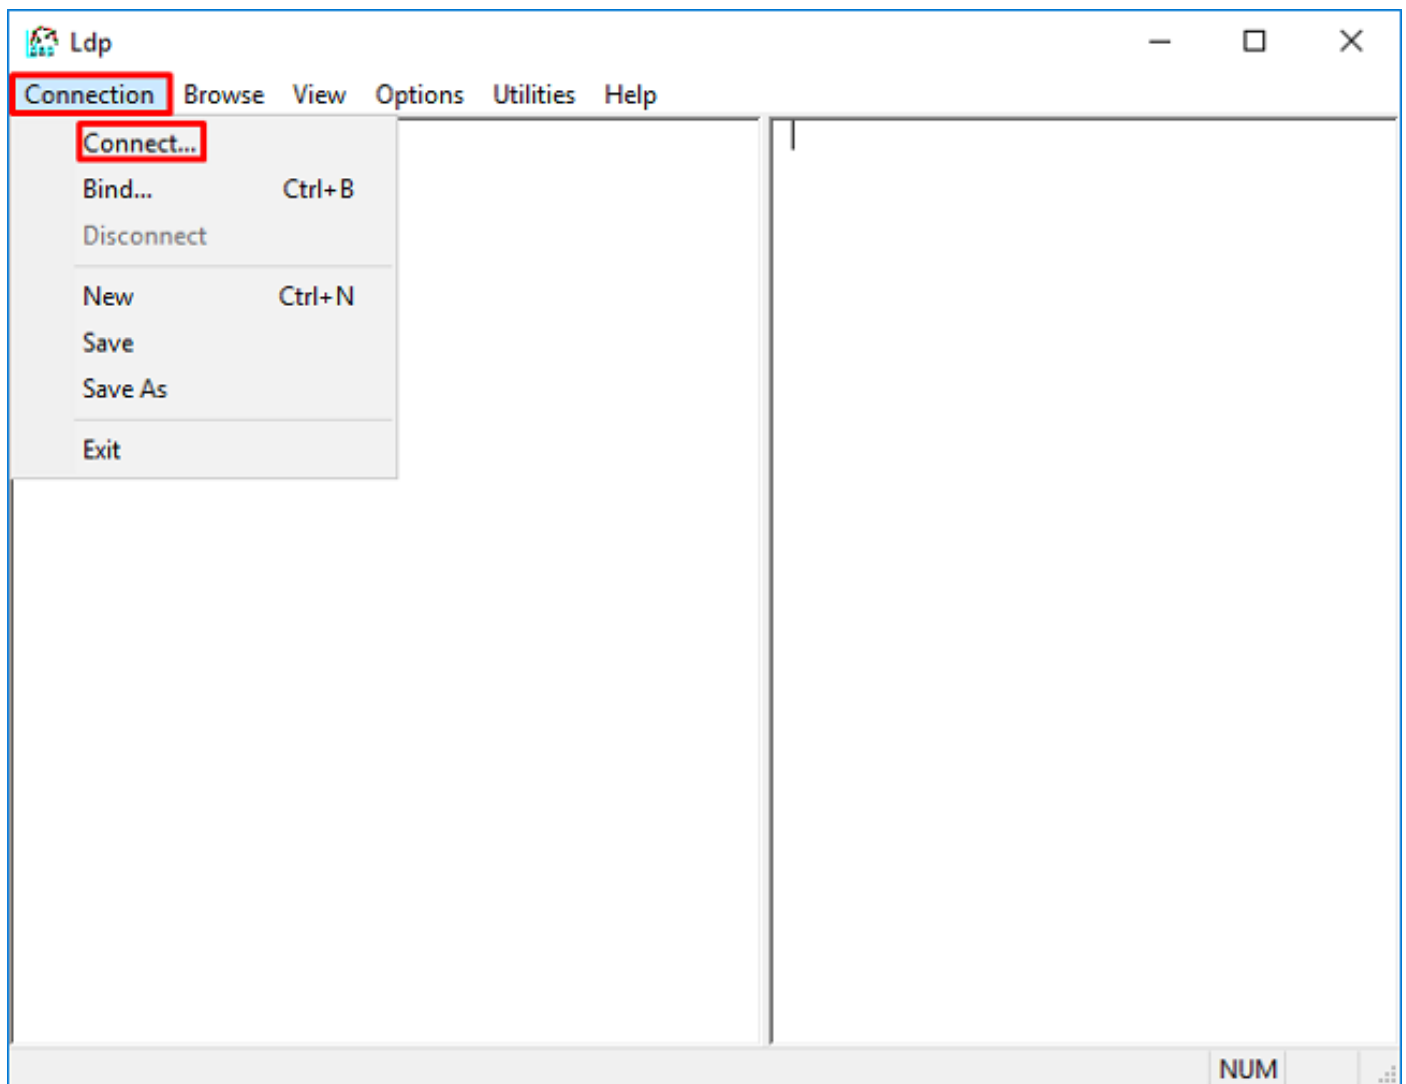 Ldp
Connection Browse View Options Utilities Help
Connect...
Bind... Ctrl+B
Disconnect
New Ctrl+N
Save
Save As
Exit
NUM